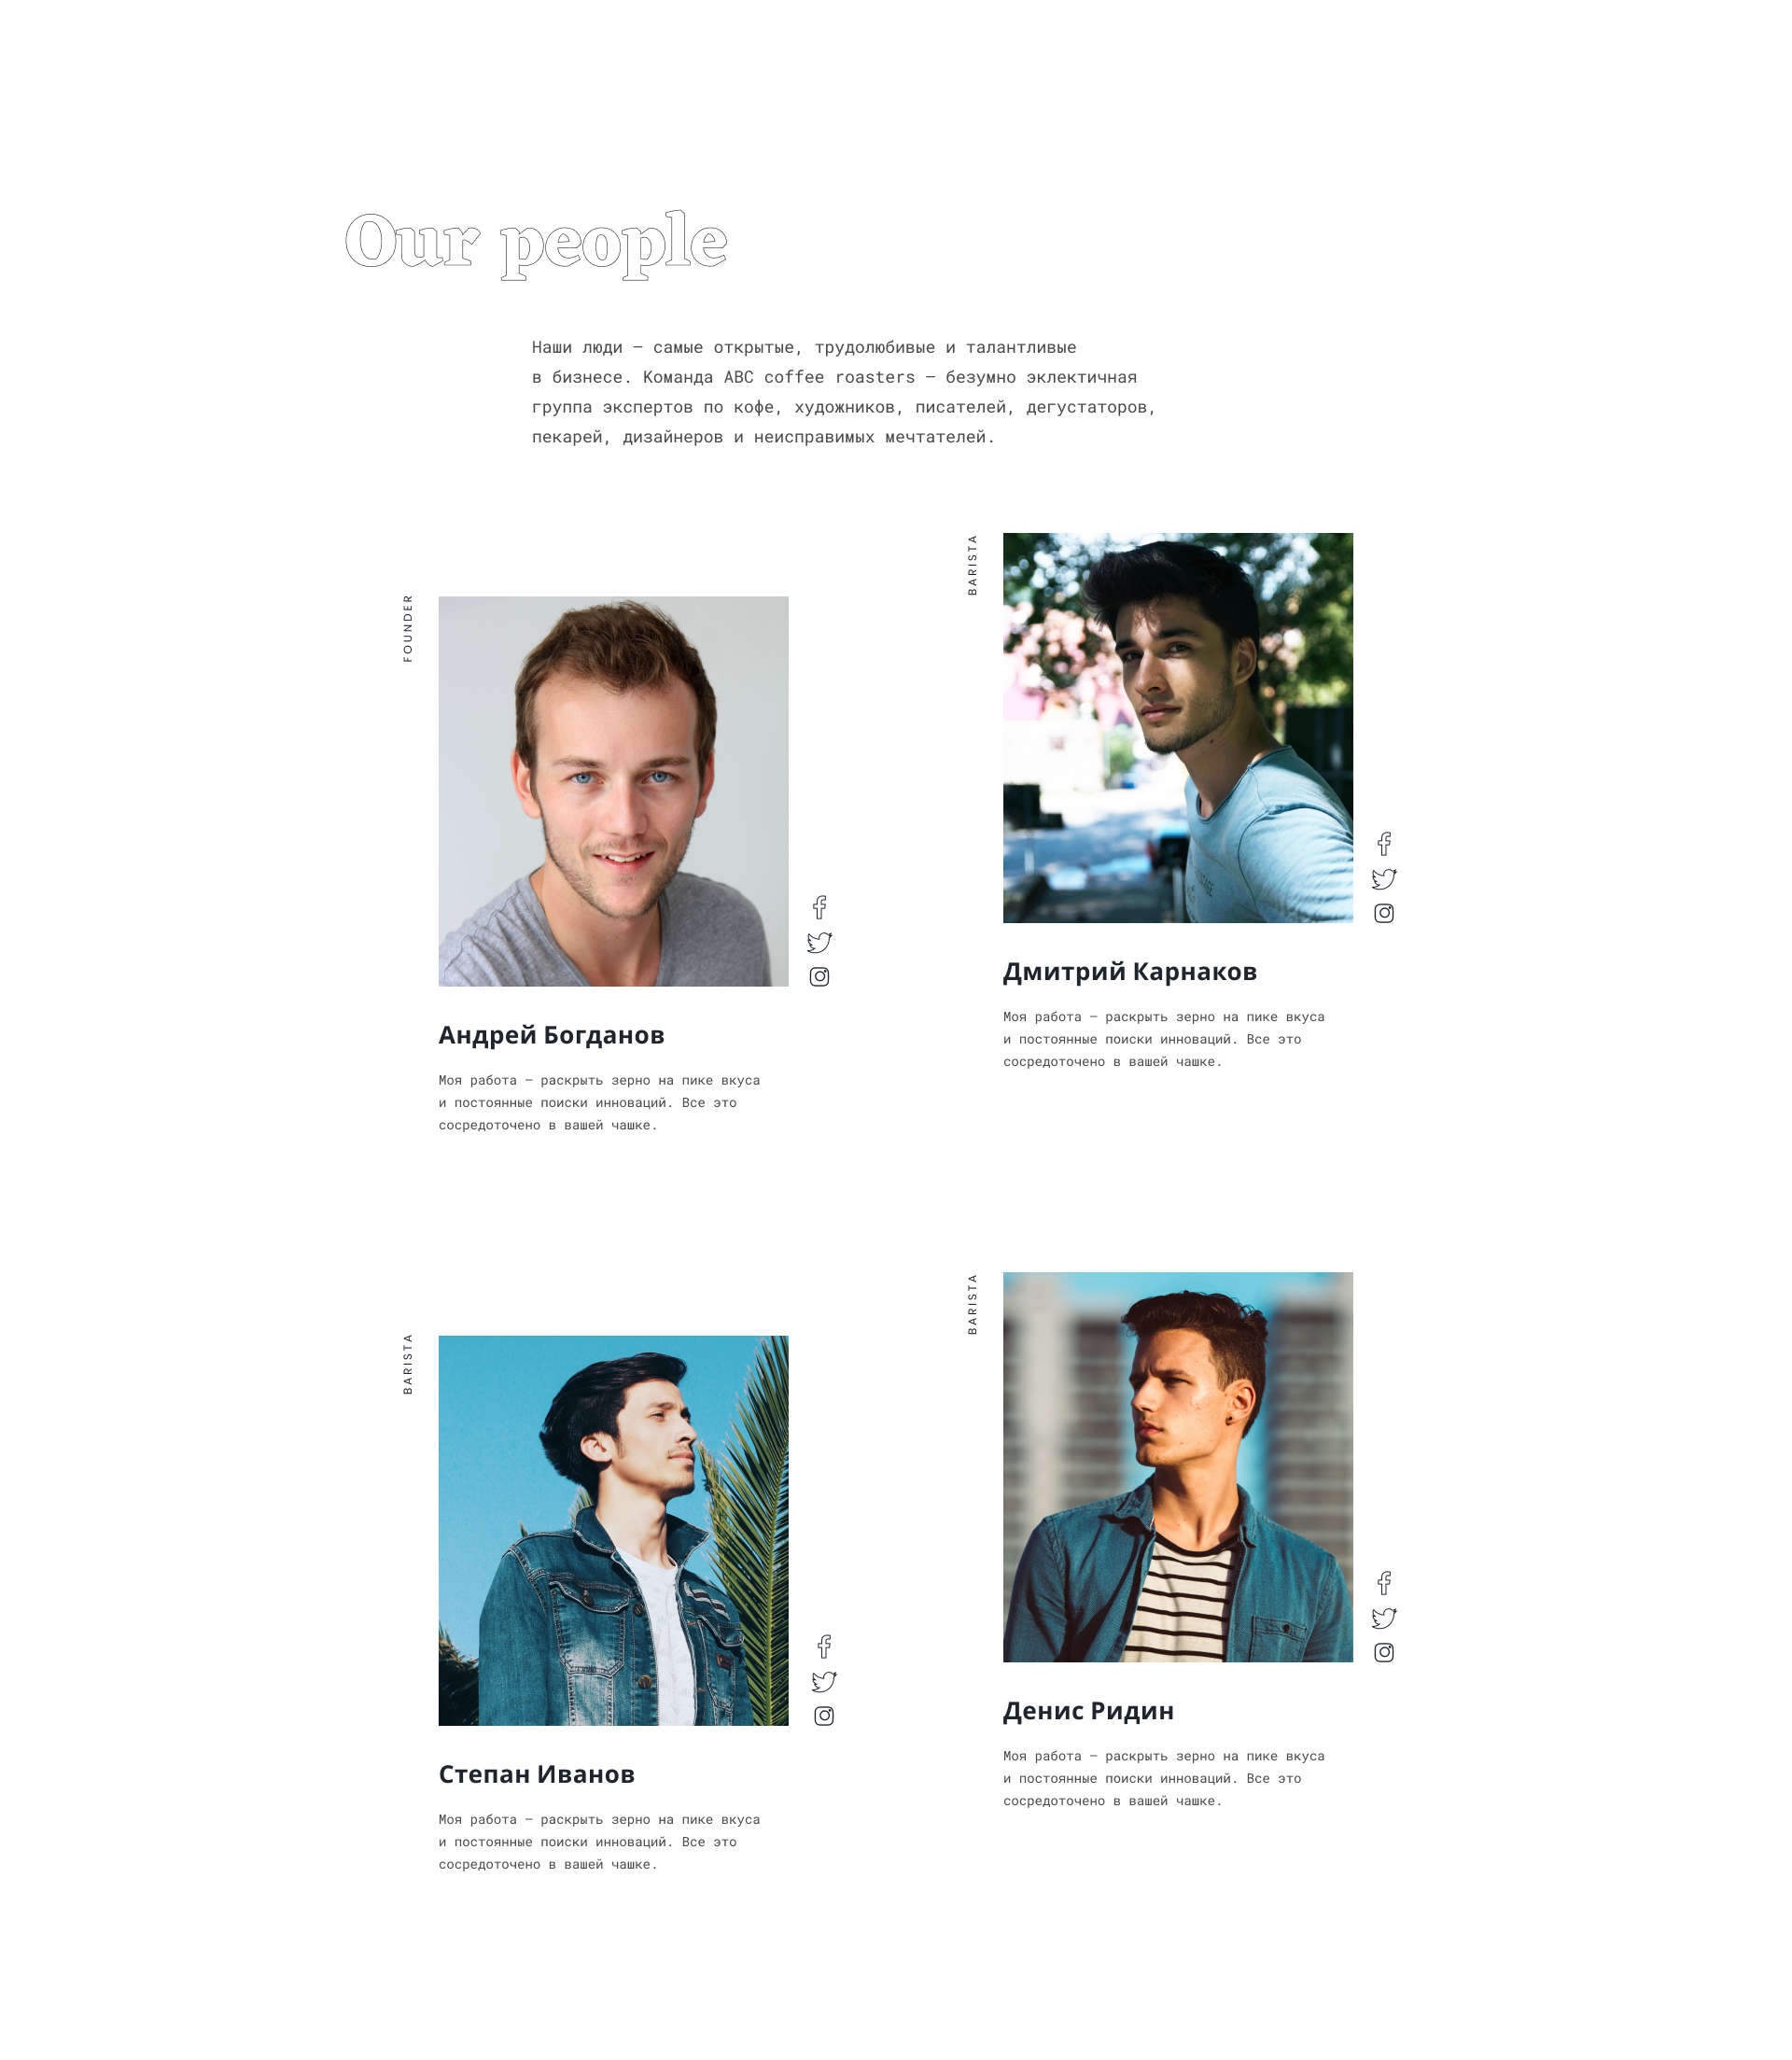 Our people
Наши люди — самые открытые, трудолюбивые и талантливые
в бизнесе. Команда ABC coffee roasters — безумно эклектичная
группа экспертов по кофе, художников, писателей, дегустаторов,
пекарей, дизайнеров и неисправимых мечтателей.
FOUNDER
Андрей Богданов
Моя работа — раскрыть зерно на пике вкуса
и постоянные поиски инноваций. Все это
сосредоточено в вашей чашке.
BARISTA
Дмитрий Карнаков
Моя работа — раскрыть зерно на пике вкуса
и постоянные поиски инноваций. Все это
сосредоточено в вашей чашке.
BARISTA
Степан Иванов
Моя работа — раскрыть зерно на пике вкуса
и постоянные поиски инноваций. Все это
сосредоточено в вашей чашке.
BARISTA
Денис Ридин
Моя работа — раскрыть зерно на пике вкуса
и постоянные поиски инноваций. Все это
сосредоточено в вашей чашке.